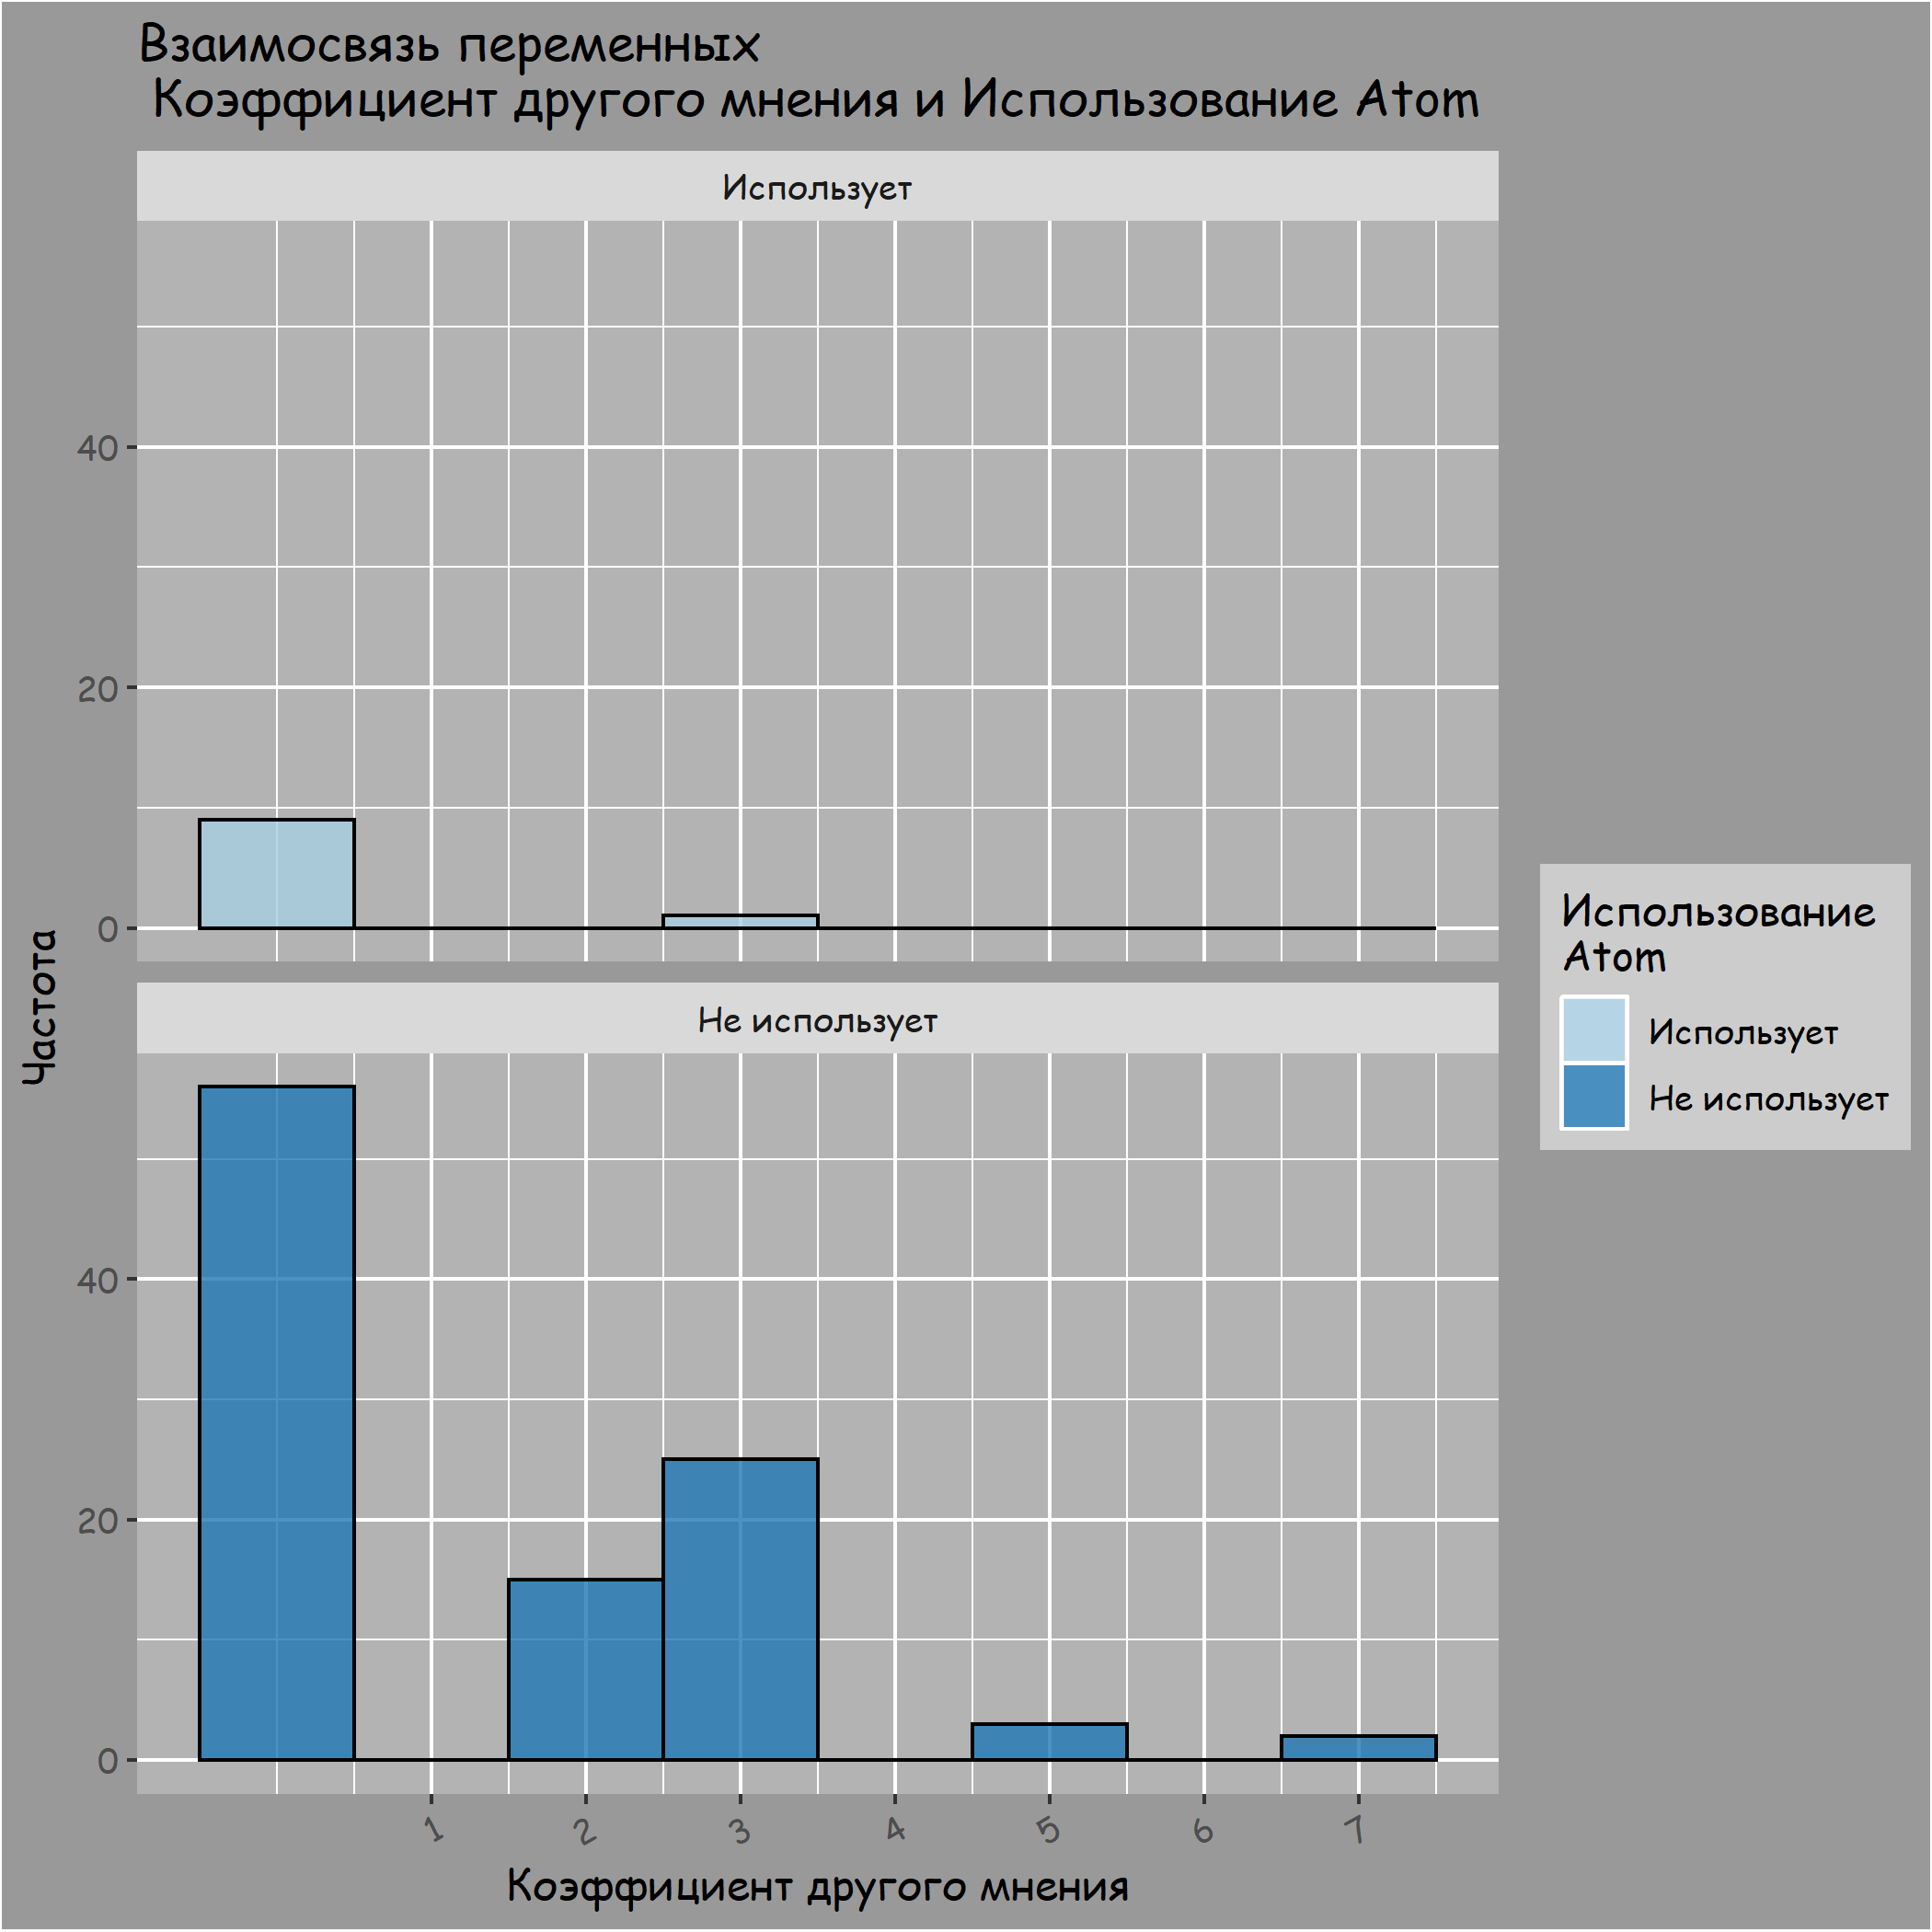 Взаимосвязь переменных
Коэффициент другого мнения и Использование Atom
Использует
40
20
0
Частота
Не использует
40
20
0
1 2 3 4 5 6 7
Коэффициент другого мнения
Использование
Atom
Использует
Не использует